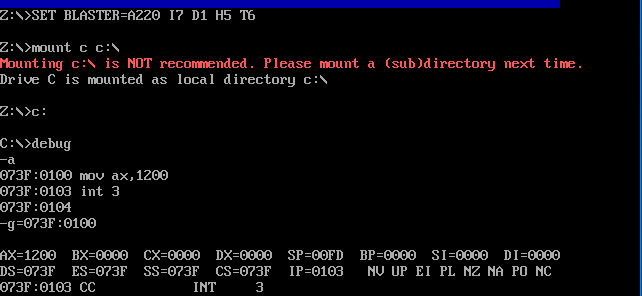 Z:\>SET BLASTER=A220 I7 D1 H5 T6
Z:\>mount c c:\
Mounting c:\ is NOT recommended. Please mount a (sub)directory next time.
Drive C is mounted as local directory c:\
Z:\>c:
C:\>debug
-a
073F:0100 mov ax,1200
073F:0103 int 3
073F:0104
-g=073F:0100
AX=1200 BX=0000 CX=0000 DX=0000 SP=00FD BP=0000 SI=0000 DI=0000
DS=073F ES=073F SS=073F CS=073F IP=0103 NV UP EI PL NZ NA PO NC
073F:0103 CC INT 3